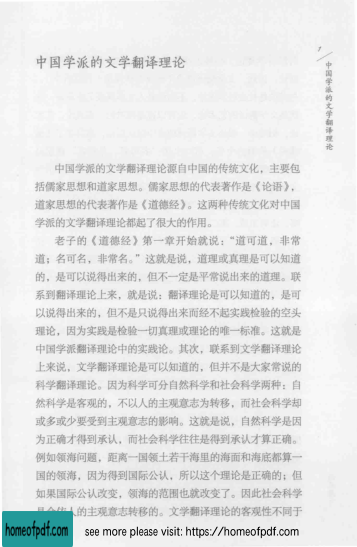 中国学派的文学翻译理论
1
中国学派的文学翻译理论
中国学派的文学翻译理论源自中国的传统文化，主要包
括儒家思想和道家思想。儒家思想的代表著作是《论语》，
道家思想的代表著作是《道德经》。这两种传统文化对中国
学派的文学翻译理论都起了很大的作用。
老子的《道德经》第一章开始就说：“道可道，非常
道；名可名，非常名。”这就是说，道理或真理是可以知道
的，是可以说得出来的，但不一定是平常说出来的道理。联
系到翻译理论上来，就是说：翻译理论是可以知道的，是可
以说得出来的，但不是只说得出来而经不起实践检验的空头
理论，因为实践是检验一切真理或理论的唯一标准。这就是
中国学派翻译理论中的实践论。其次，联系到文学翻译理论
上来说，文学翻译理论是可以知道的，但并不是大家常说的
科学翻译理论。因为科学可分自然科学和社会科学两种：自
然科学是客观的，不以人的主观意志为转移，而社会科学却
或多或少要受到主观意志的影响。这就是说，自然科学是因
为正确才得到承认，而社会科学往往是得到承认才算正确。
例如领海问题，距离一国领土若干海里的海面和海底都算一
国的领海，因为得到国际公认，所以这个理论是正确的；但
如果国际公认改变，领海的范围也就改变了。因此社会科学
人的主观意志转移的。文学翻译理论的客观性不同于
homeofpdf.com
see more please visit: https://homeofpdf.com